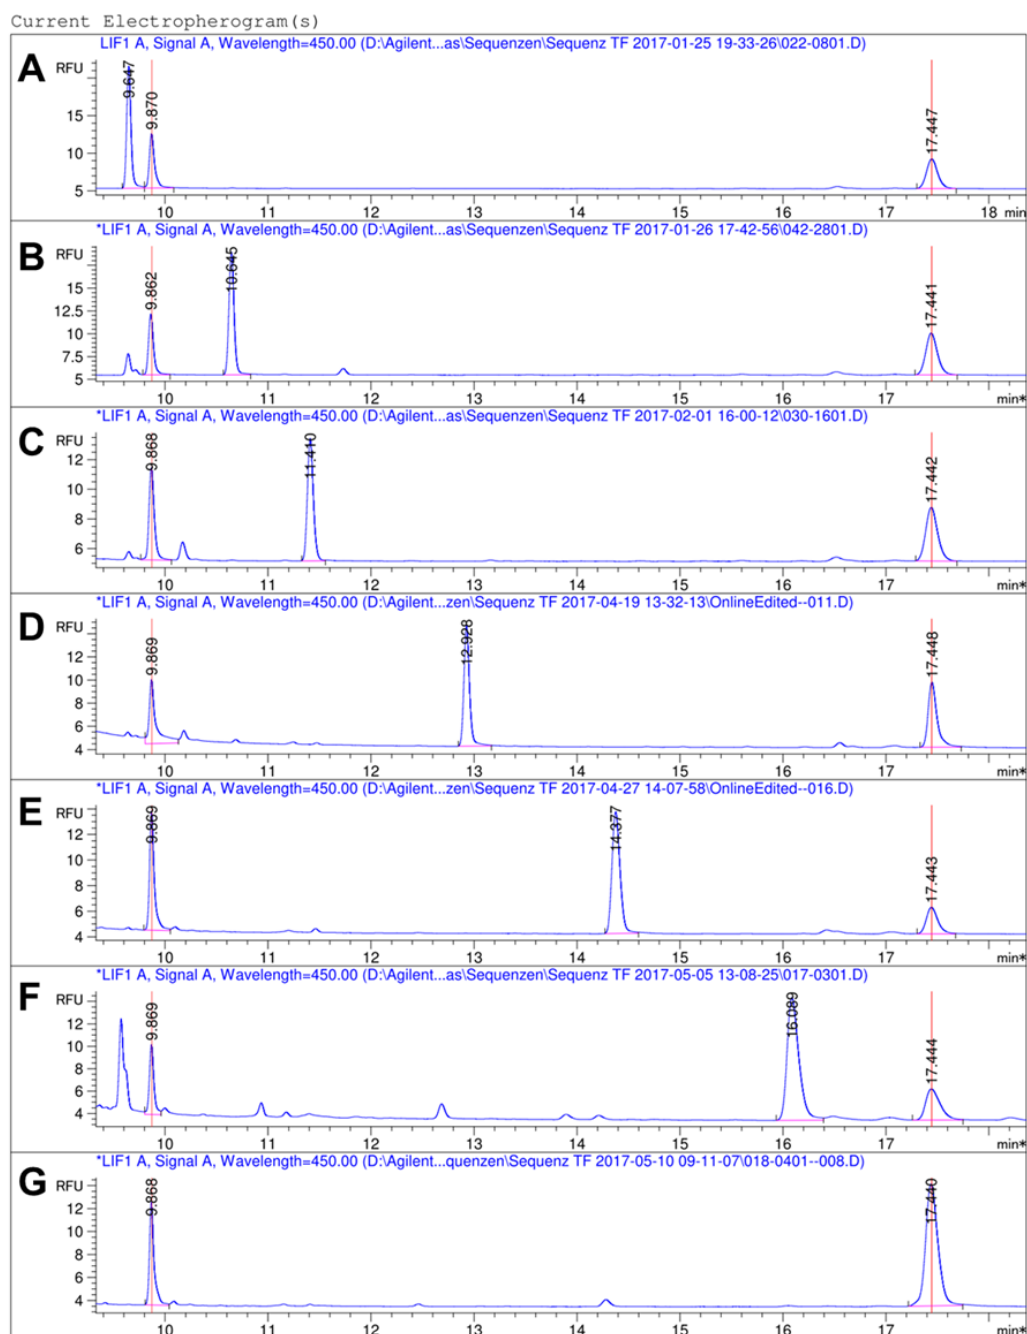 Current Electropherogram(s)
LIF1 A, Signal A, Wavelength=450.00 (D:\Agilent...as\Sequenzen\Sequenz TF 2017-01-25 19-33-26\022-0801.D)
A
RFU
15
10
5
9.647
9.870
17.447
10 11 12 13 14 15 16 17 18 min
*LIF1 A, Signal A, Wavelength=450.00 (D:\Agilent...as\Sequenzen\Sequenz TF 2017-01-26 17-42-56\042-2801.D)
B
RFU
15
12.5
10
7.5
5
9.862
10.645
17.441
10 11 12 13 14 15 16 17 min*
*LIF1 A, Signal A, Wavelength=450.00 (D:\Agilent...as\Sequenzen\Sequenz TF 2017-02-01 16-00-12\030-1601.D)
C
RFU
12
10
8
6
9.868
11.410
17.442
10 11 12 13 14 15 16 17 min*
*LIF1 A, Signal A, Wavelength=450.00 (D:\Agilent...zen\Sequenz TF 2017-04-19 13-32-13\OnlineEdited--011.D)
D
RFU
12
10
8
6
4
9.869
12.928
17.448
10 11 12 13 14 15 16 17 min*
*LIF1 A, Signal A, Wavelength=450.00 (D:\Agilent...zen\Sequenz TF 2017-04-27 14-07-58\OnlineEdited--016.D)
E
RFU
12
10
8
6
4
9.869
14.377
17.443
10 11 12 13 14 15 16 17 min*
*LIF1 A, Signal A, Wavelength=450.00 (D:\Agilent...as\Sequenzen\Sequenz TF 2017-05-05 13-08-25\017-0301.D)
F
RFU
12
10
8
6
4
9.869
16.089
17.444
10 11 12 13 14 15 16 17 min*
*LIF1 A, Signal A, Wavelength=450.00 (D:\Agilent...quenzen\Sequenz TF 2017-05-10 09-11-07\018-0401--008.D)
G
RFU
12
10
8
6
4
9.868
17.440
10 11 12 13 14 15 16 17 min*